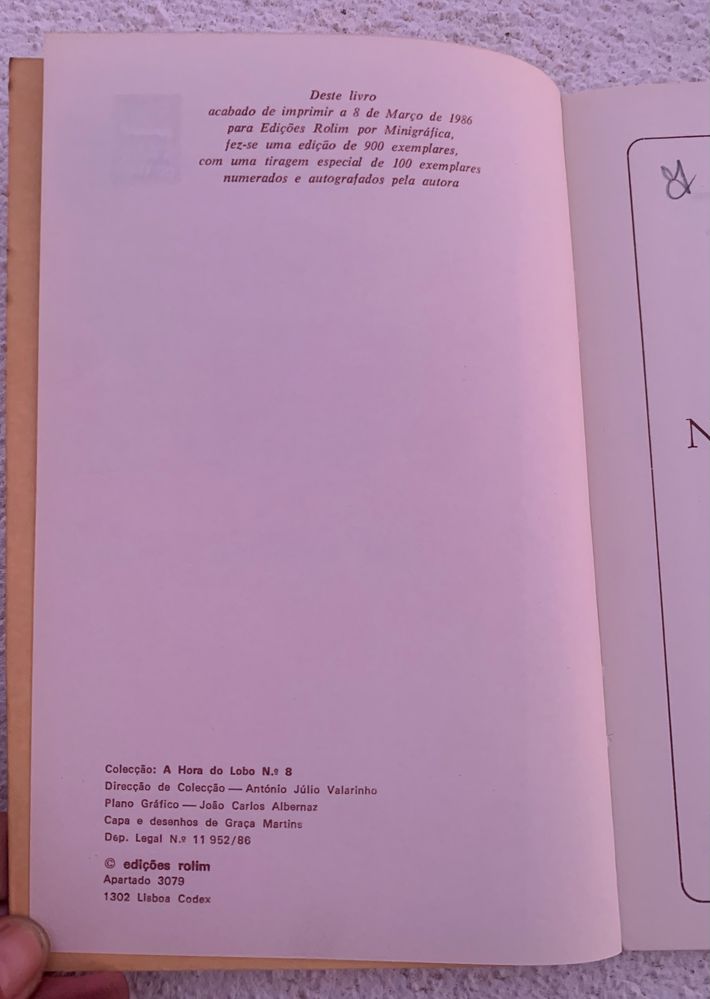 Deste livro
acabado de imprimir a 8 de Março de 1986
para Edições Rolim por Minigráfica,
fez-se uma edição de 900 exemplares,
com uma tiragem especial de 100 exemplares
numerados e autografados pela autora
Colecção: A Hora do Lobo N.º 8
Direcção de Colecção — António Júlio Valarinho
Plano Gráfico — João Carlos Albernaz
Capa e desenhos de Graça Martins
Dep. Legal N.º 11 952/86
© edições rolim
Apartado 3079
1302 Lisboa Codex
N